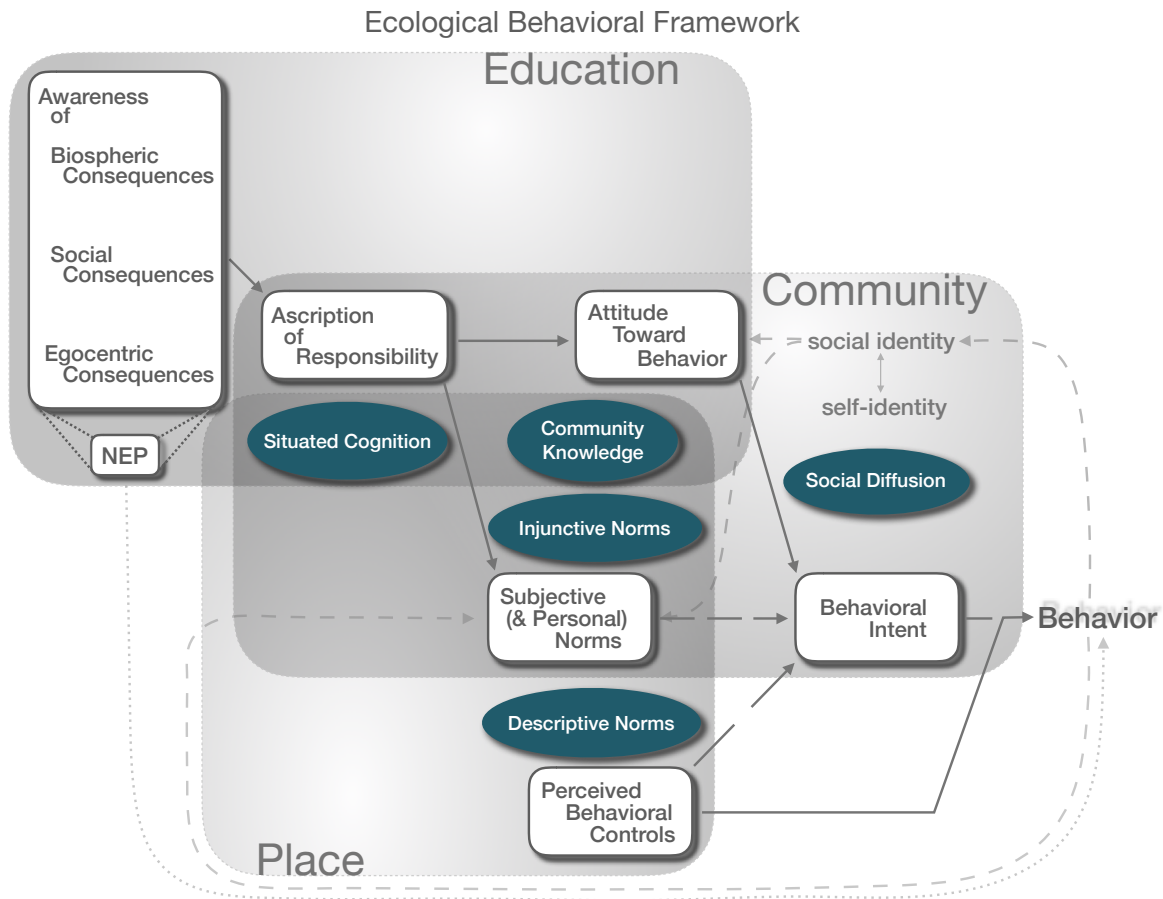 Ecological Behavioral Framework
Education
Awareness
of
Biospheric
Consequences
Social
Consequences
Egocentric
Consequences
NEP
Community
Ascription
of
Responsibility
Attitude
Toward
Behavior
social identity
self-identity
Situated Cognition
Community
Knowledge
Social Diffusion
Injunctive Norms
Subjective
(& Personal)
Norms
Behavioral
Intent
Behavior
Descriptive Norms
Perceived
Behavioral
Controls
Place